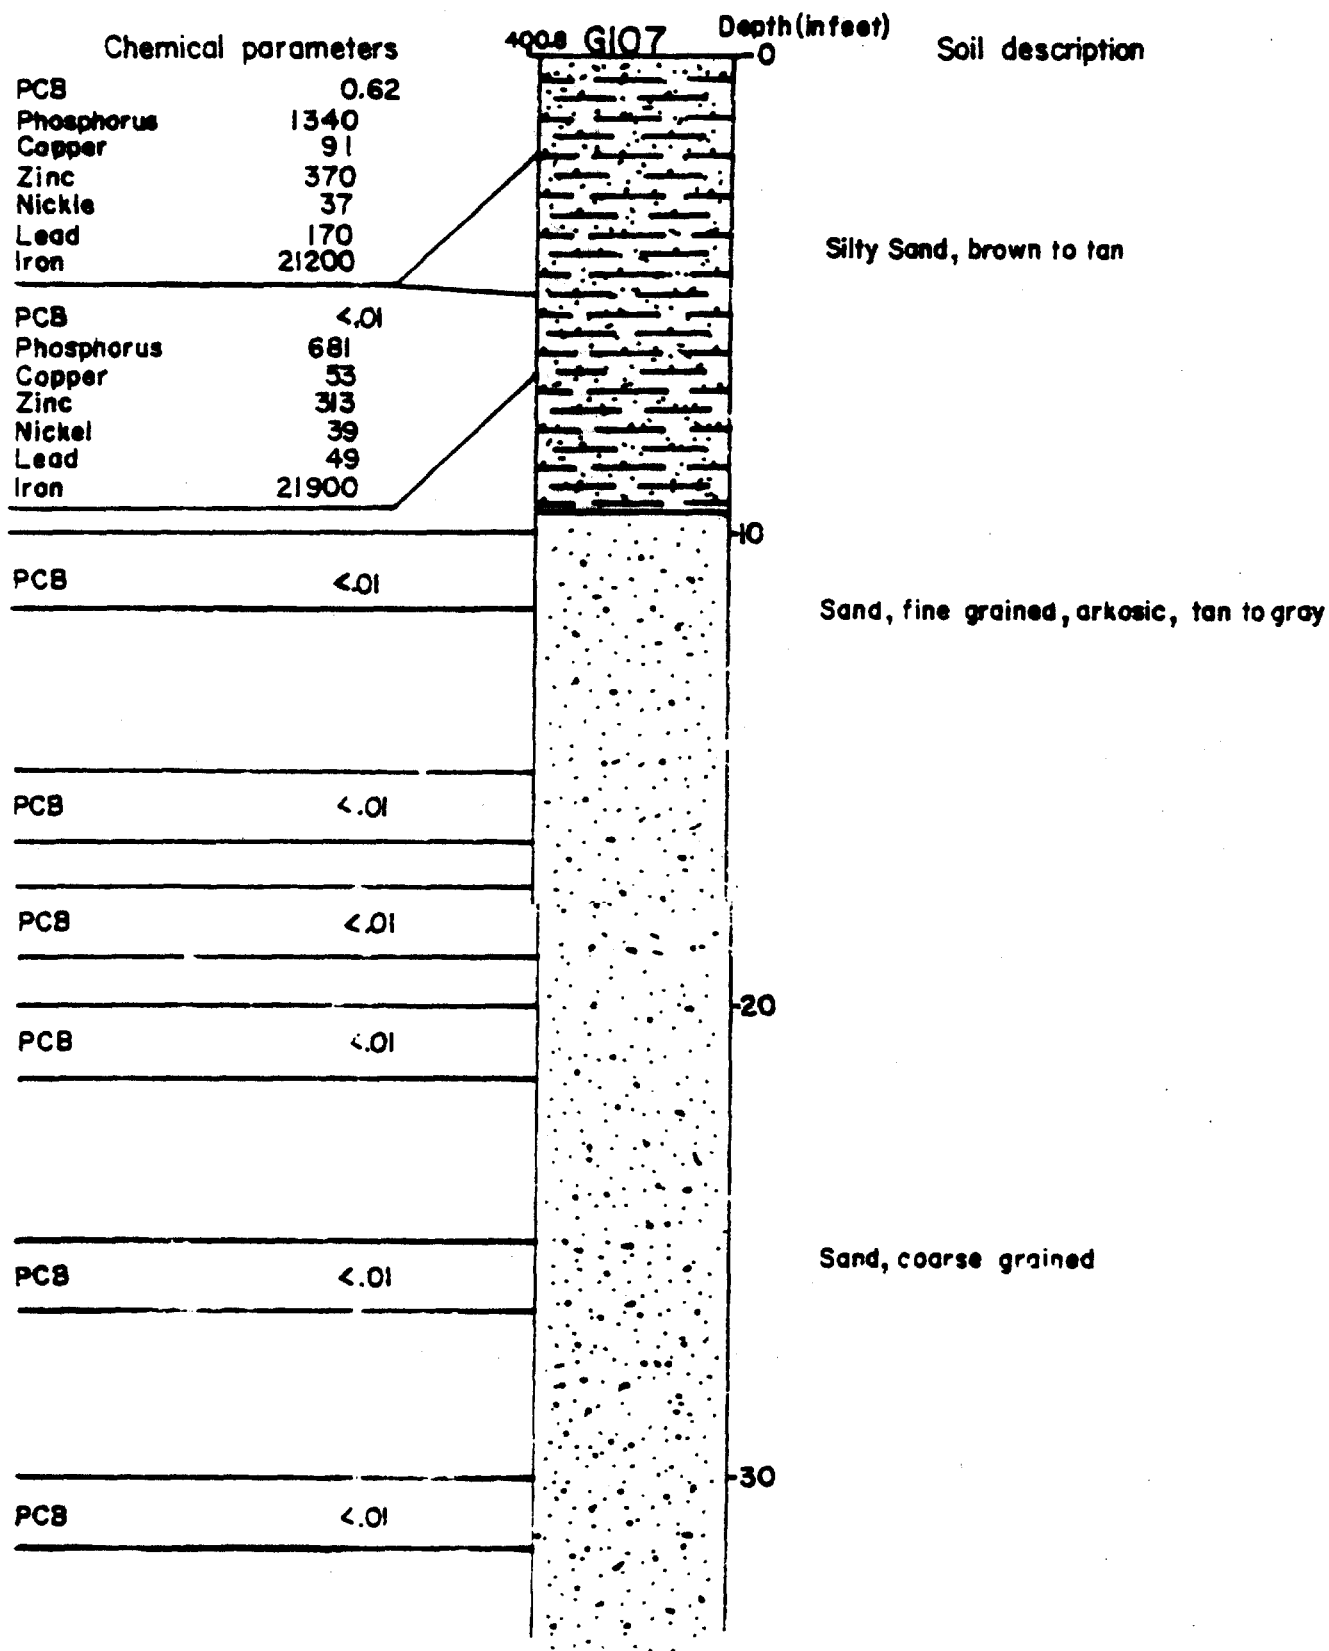 Chemical parameters
400.8 G107 Depth (in feet)
Soil description
0
PCB 0.62
Phosphorus 1340
Copper 91
Zinc 370
Nickle 37
Lead 170
Iron 21200
Silty Sand, brown to tan
PCB <.01
Phosphorus 681
Copper 53
Zinc 313
Nickel 39
Lead 49
Iron 21900
10
PCB <.01
Sand, fine grained, arkosic, tan to gray
PCB <.01
PCB <.01
20
PCB <.01
PCB <.01
Sand, coarse grained
30
PCB <.01